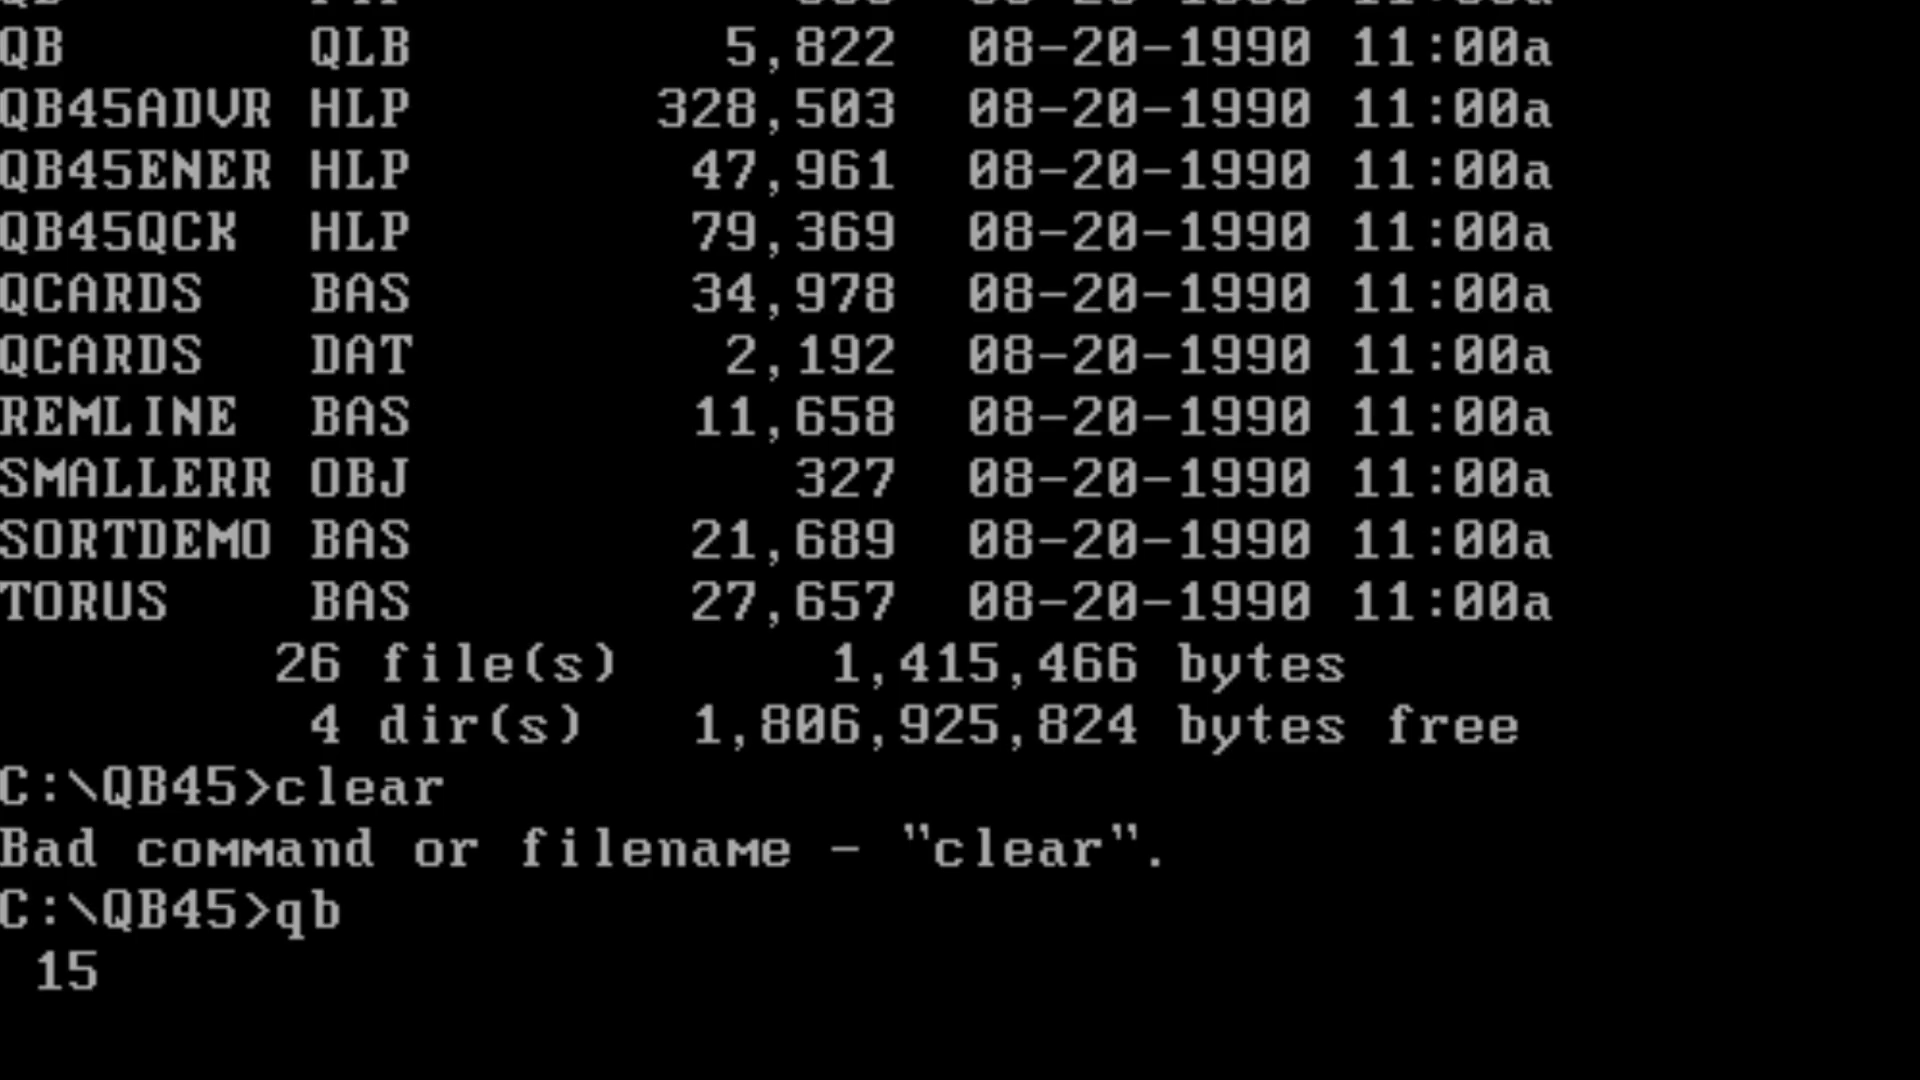 QB QLB 5,822 08-20-1990 11:00a
QB45ADVR HLP 328,503 08-20-1990 11:00a
QB45ENER HLP 47,961 08-20-1990 11:00a
QB45QCK HLP 79,369 08-20-1990 11:00a
QCARDS BAS 34,978 08-20-1990 11:00a
QCARDS DAT 2,192 08-20-1990 11:00a
REMLINE BAS 11,658 08-20-1990 11:00a
SMALLERR OBJ 327 08-20-1990 11:00a
SORTDEMO BAS 21,689 08-20-1990 11:00a
TORUS BAS 27,657 08-20-1990 11:00a
26 file(s) 1,415,466 bytes
4 dir(s) 1,806,925,824 bytes free
C:\QB45>clear
Bad command or filename - "clear".
C:\QB45>qb
15